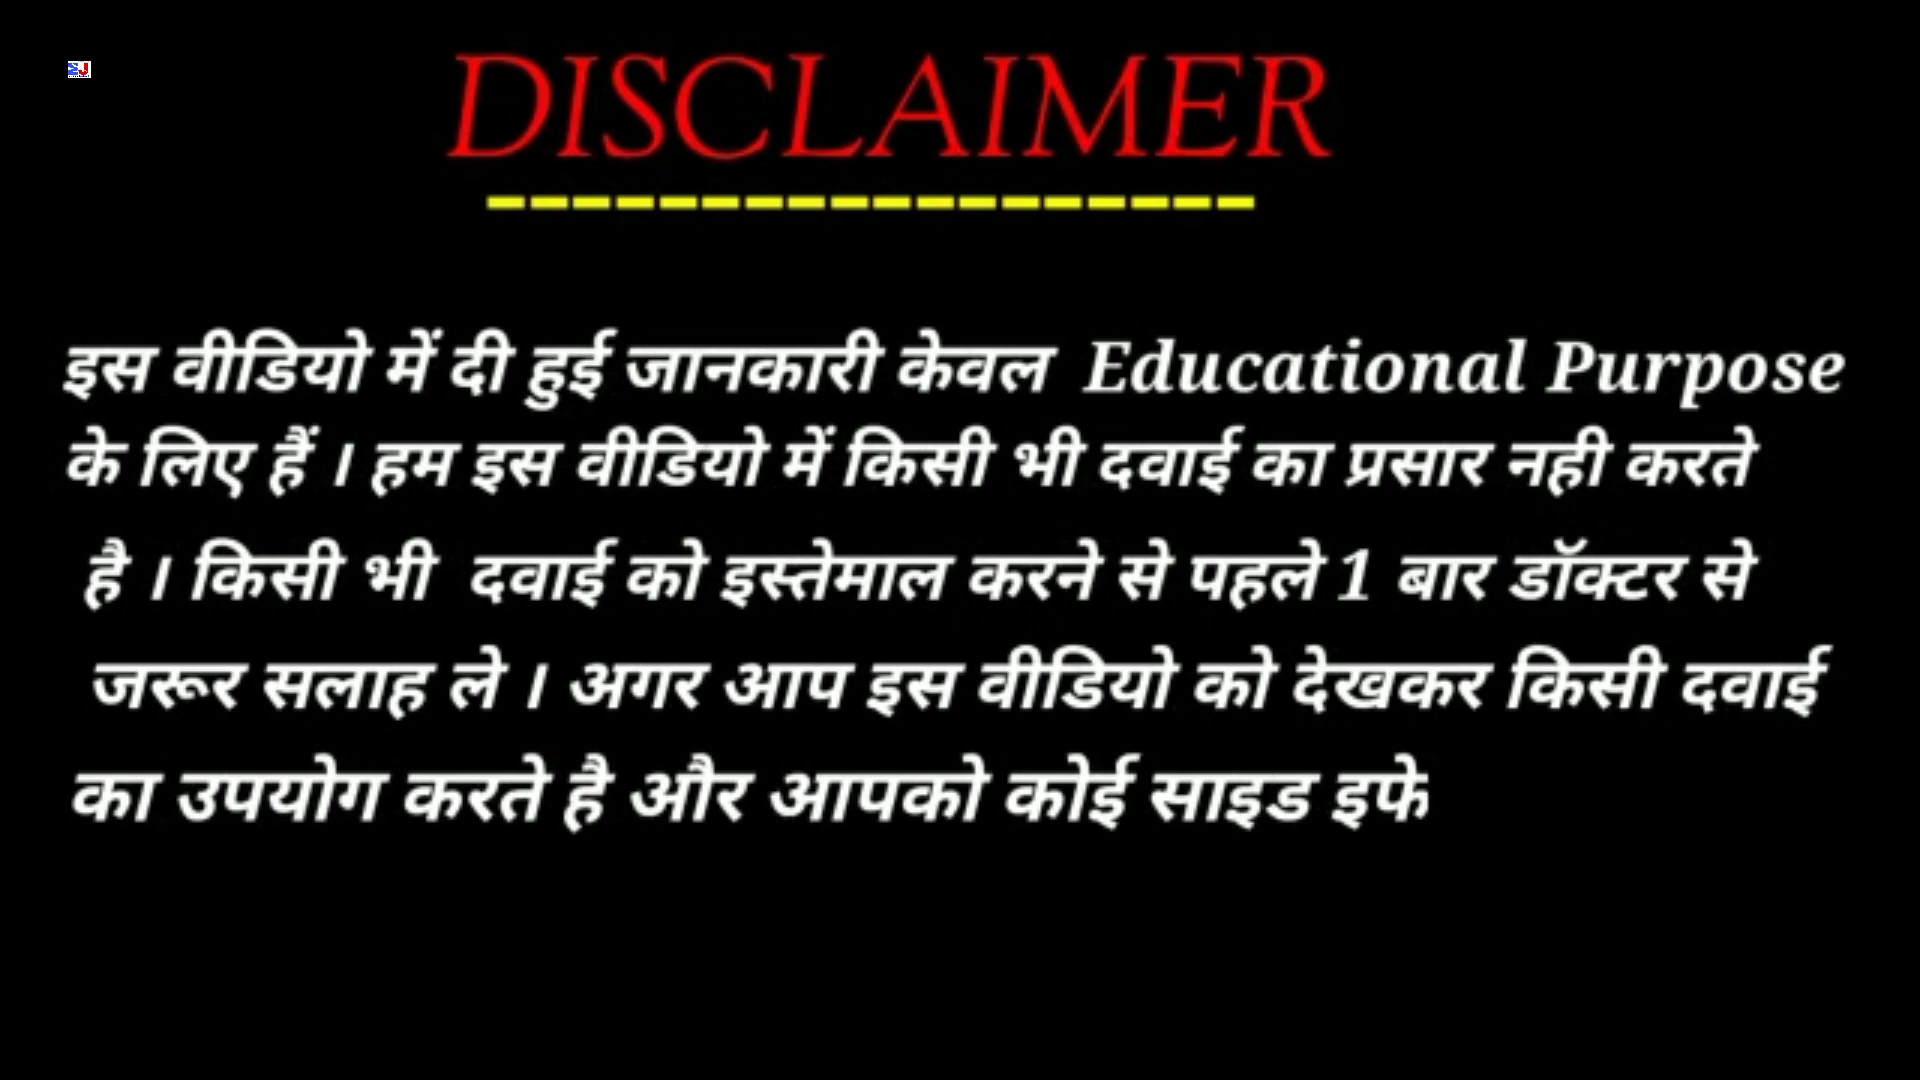 DISCLAIMER
इस वीडियो में दी हुई जानकारी केवल Educational Purpose
के लिए हैं । हम इस वीडियो में किसी भी दवाई का प्रसार नही करते
है । किसी भी दवाई को इस्तेमाल करने से पहले 1 बार डॉक्टर से
जरूर सलाह ले । अगर आप इस वीडियो को देखकर किसी दवाई
का उपयोग करते है और आपको कोई साइड इफे